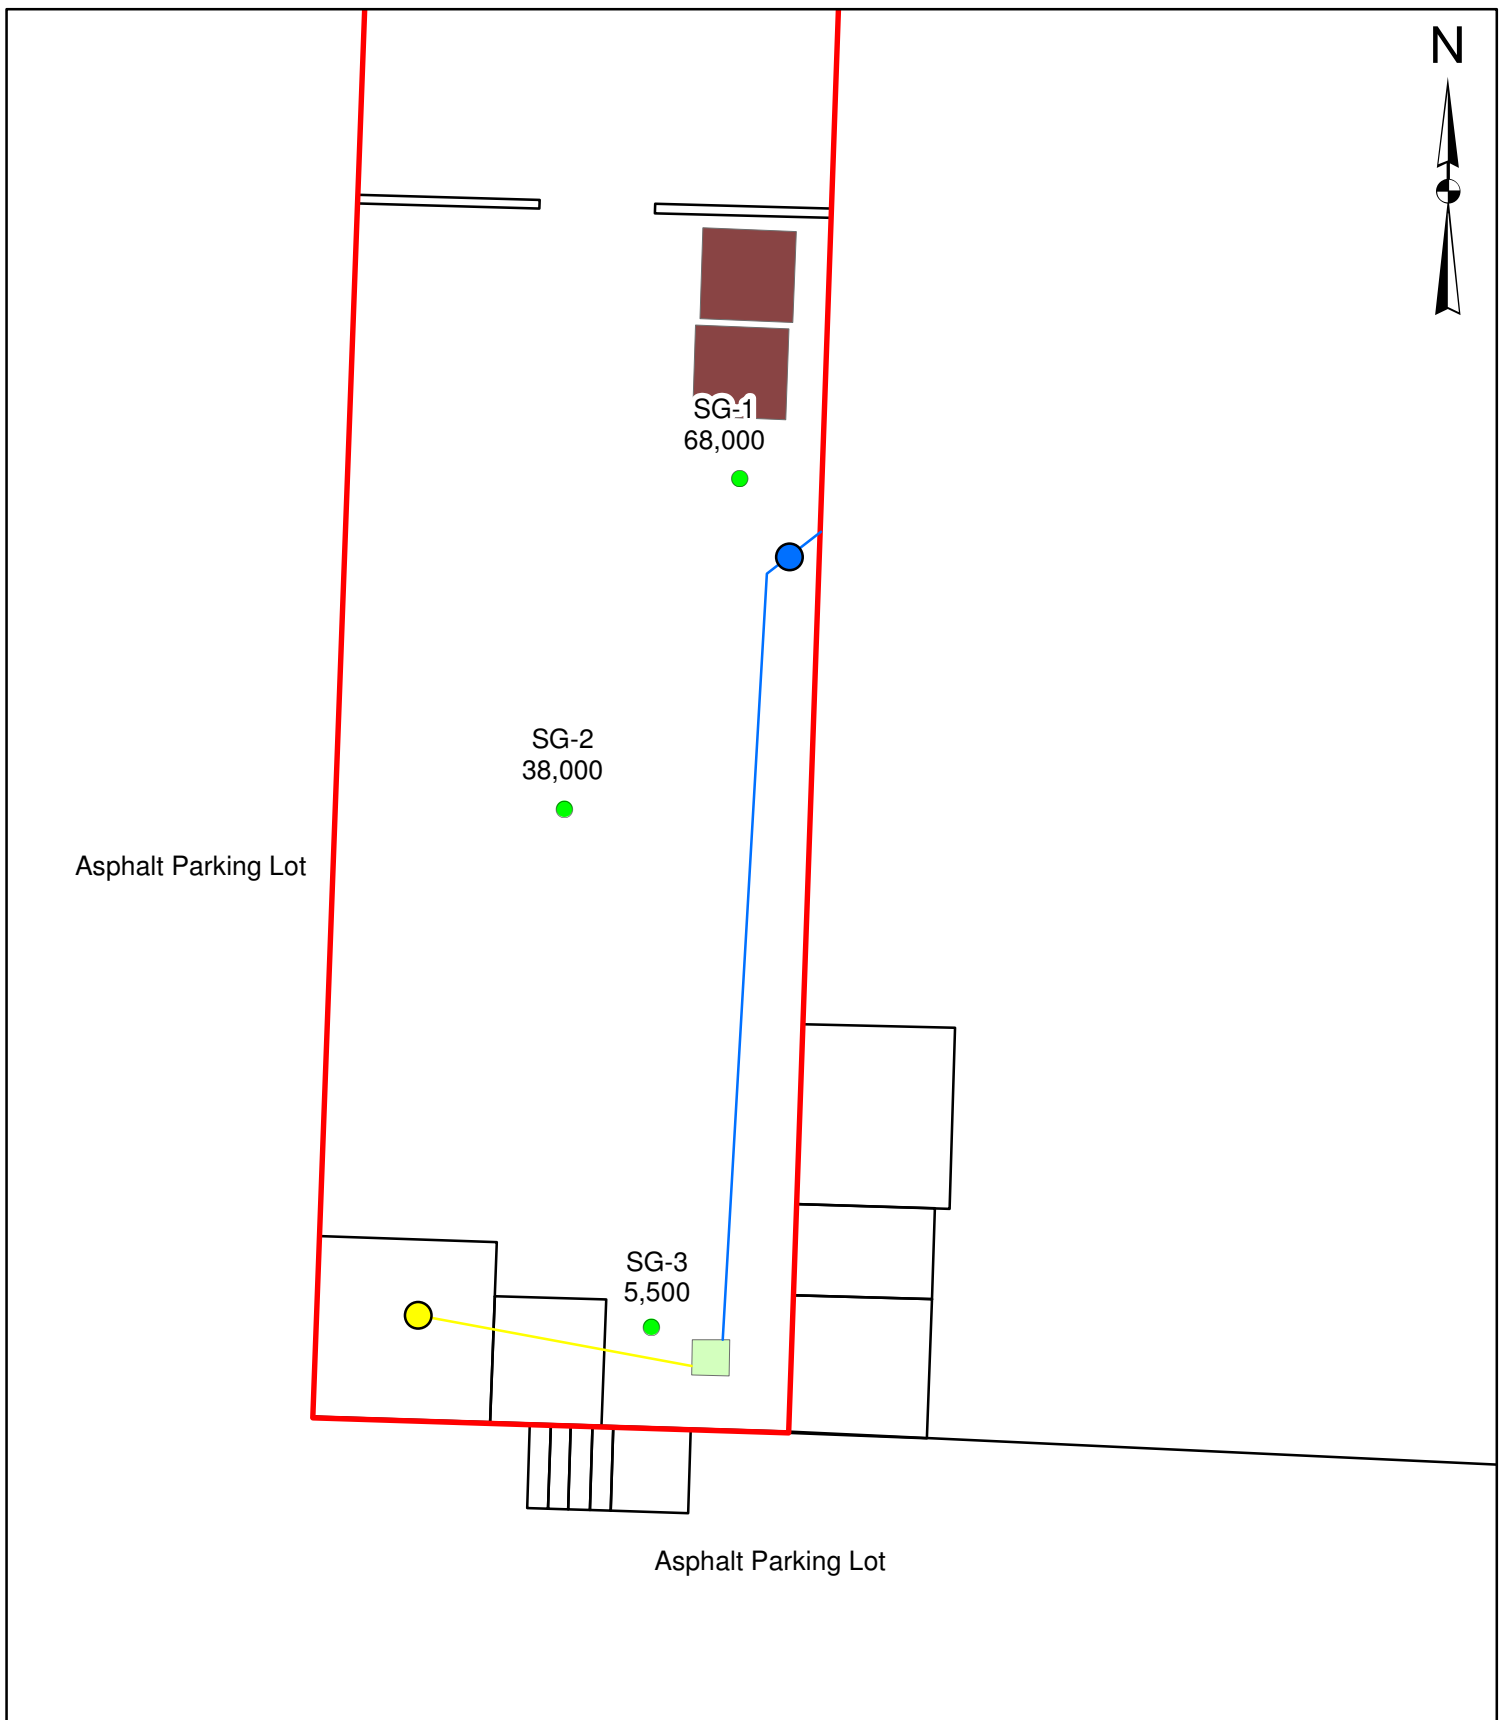 N
SG-1
68,000
SG-2
38,000
Asphalt Parking Lot
SG-3
5,500
Asphalt Parking Lot